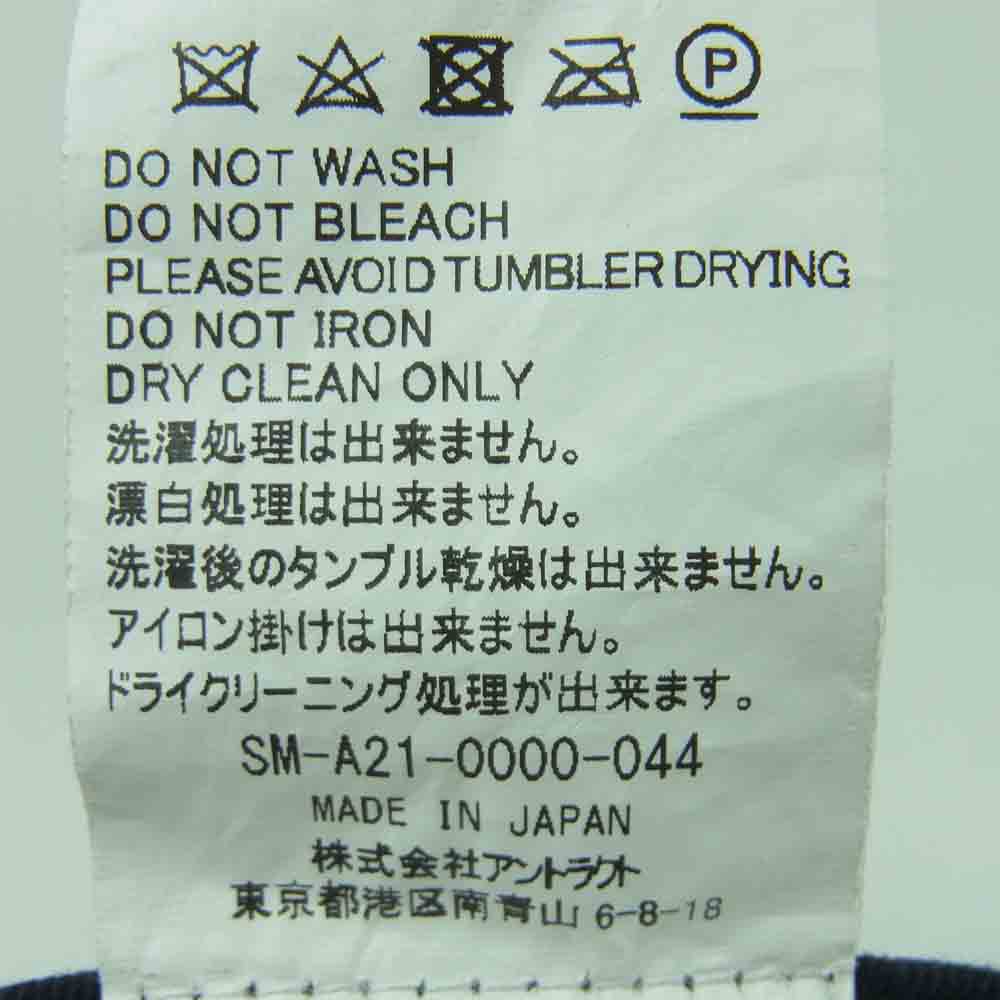 P
DO NOT WASH
DO NOT BLEACH
PLEASE AVOID TUMBLER DRYING
DO NOT IRON
DRY CLEAN ONLY
洗濯処理は出来ません。
漂白処理は出来ません。
洗濯後のタンブル乾燥は出来ません。
アイロン掛けは出来ません。
ドライクリーニング処理が出来ます。
SM-A21-0000-044
MADE IN JAPAN
株式会社アントラクト
東京都港区南青山 6-8-18